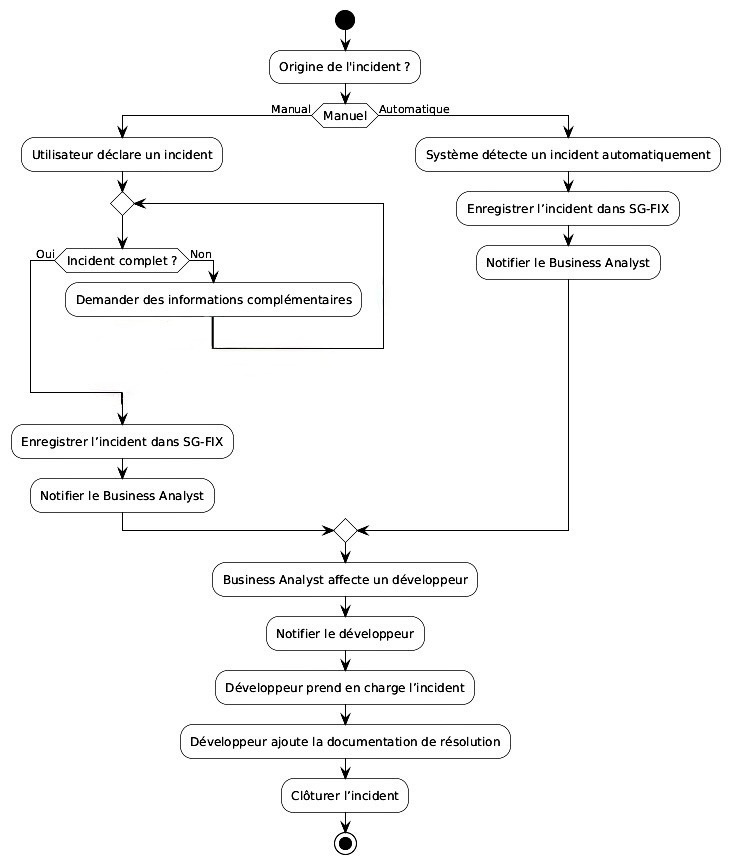 Origine de l'incident ?
Manual
Manuel
Automatique
Utilisateur déclare un incident
Système détecte un incident automatiquement
Enregistrer l’incident dans SG-FIX
Notifier le Business Analyst
Oui
Incident complet ?
Non
Demander des informations complémentaires
Enregistrer l’incident dans SG-FIX
Notifier le Business Analyst
Business Analyst affecte un développeur
Notifier le développeur
Développeur prend en charge l’incident
Développeur ajoute la documentation de résolution
Clôturer l’incident